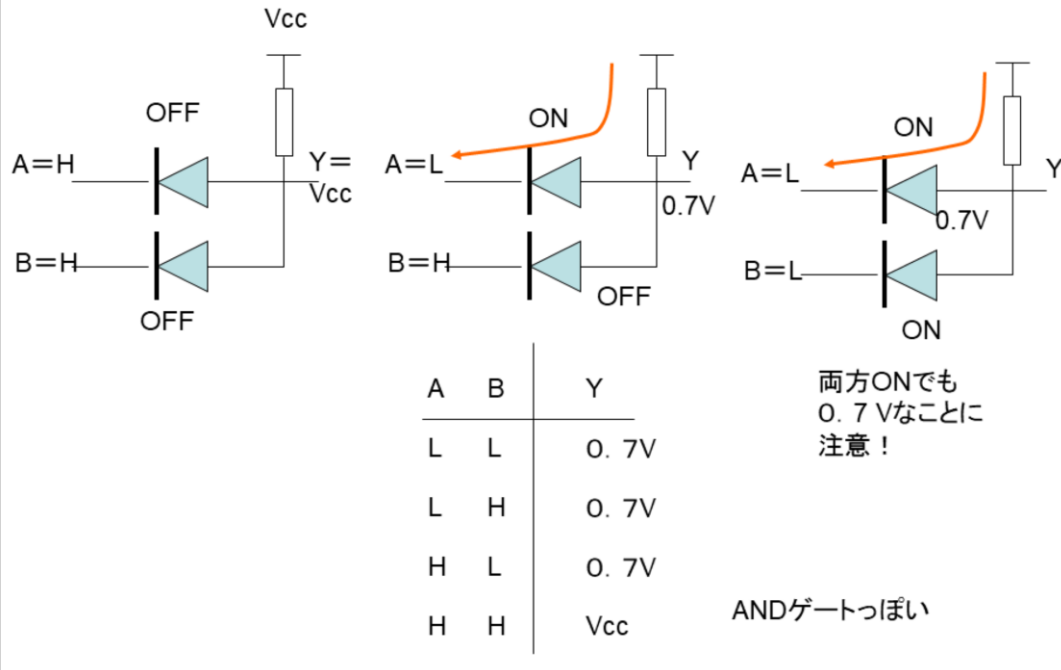 Vcc
OFF
A=H
Y=
Vcc
B=H
OFF
ON
A=L
Y
0.7V
B=H
OFF
ON
A=L
Y
0.7V
B=L
ON
A B Y
L L 0. 7V
L H 0. 7V
H L 0. 7V
H H Vcc
両方ONでも
0. 7 Vなことに
注意！
ANDゲートっぽい